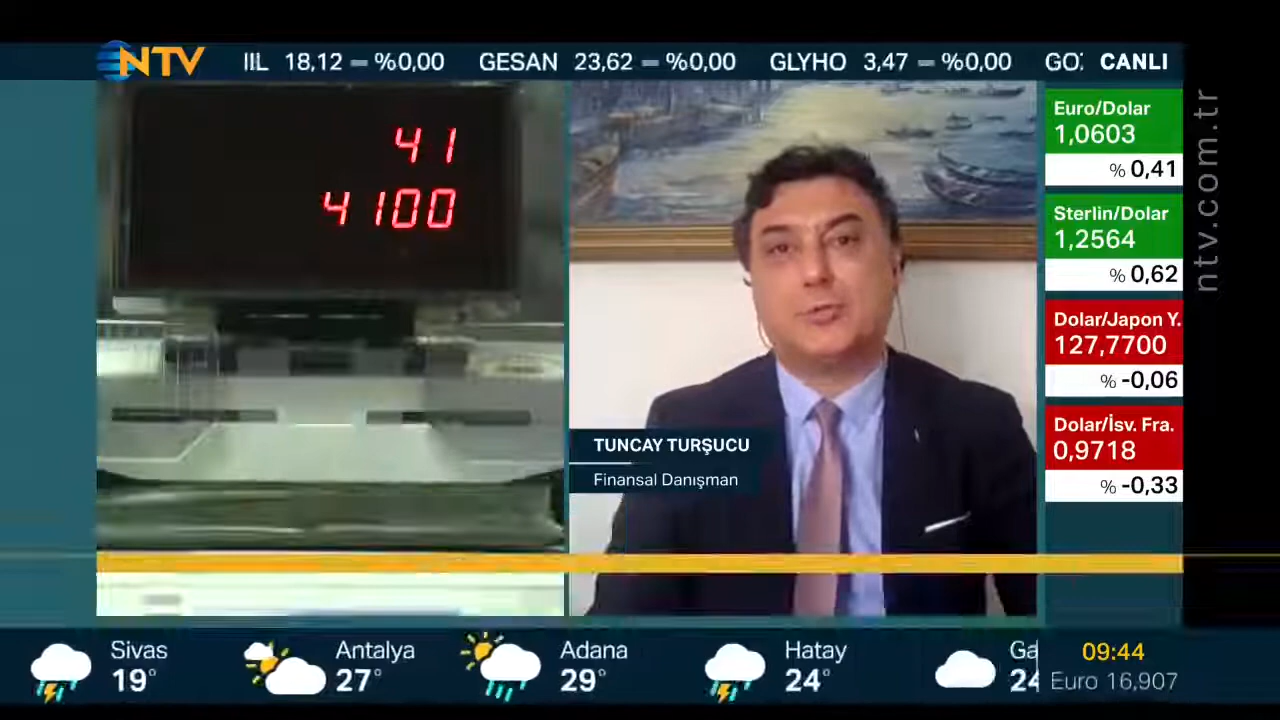 NTV IIL 18,12 — %0,00 GESAN 23,62 — %0,00 GLYHO 3,47 — %0,00 CANLI
41
4100
Euro/Dolar
1,0603
% 0,41
Sterlin/Dolar
1,2564
% 0,62
Dolar/Japon Y.
127,7700
% -0,06
Dolar/İsv. Fra.
0,9718
% -0,33
ntv.com.tr
TUNCAY TURŞUCU
Finansal Danışman
Sivas
19°
Antalya
27°
Adana
29°
Hatay
24°
Ga
24
09:44
Euro 16,907